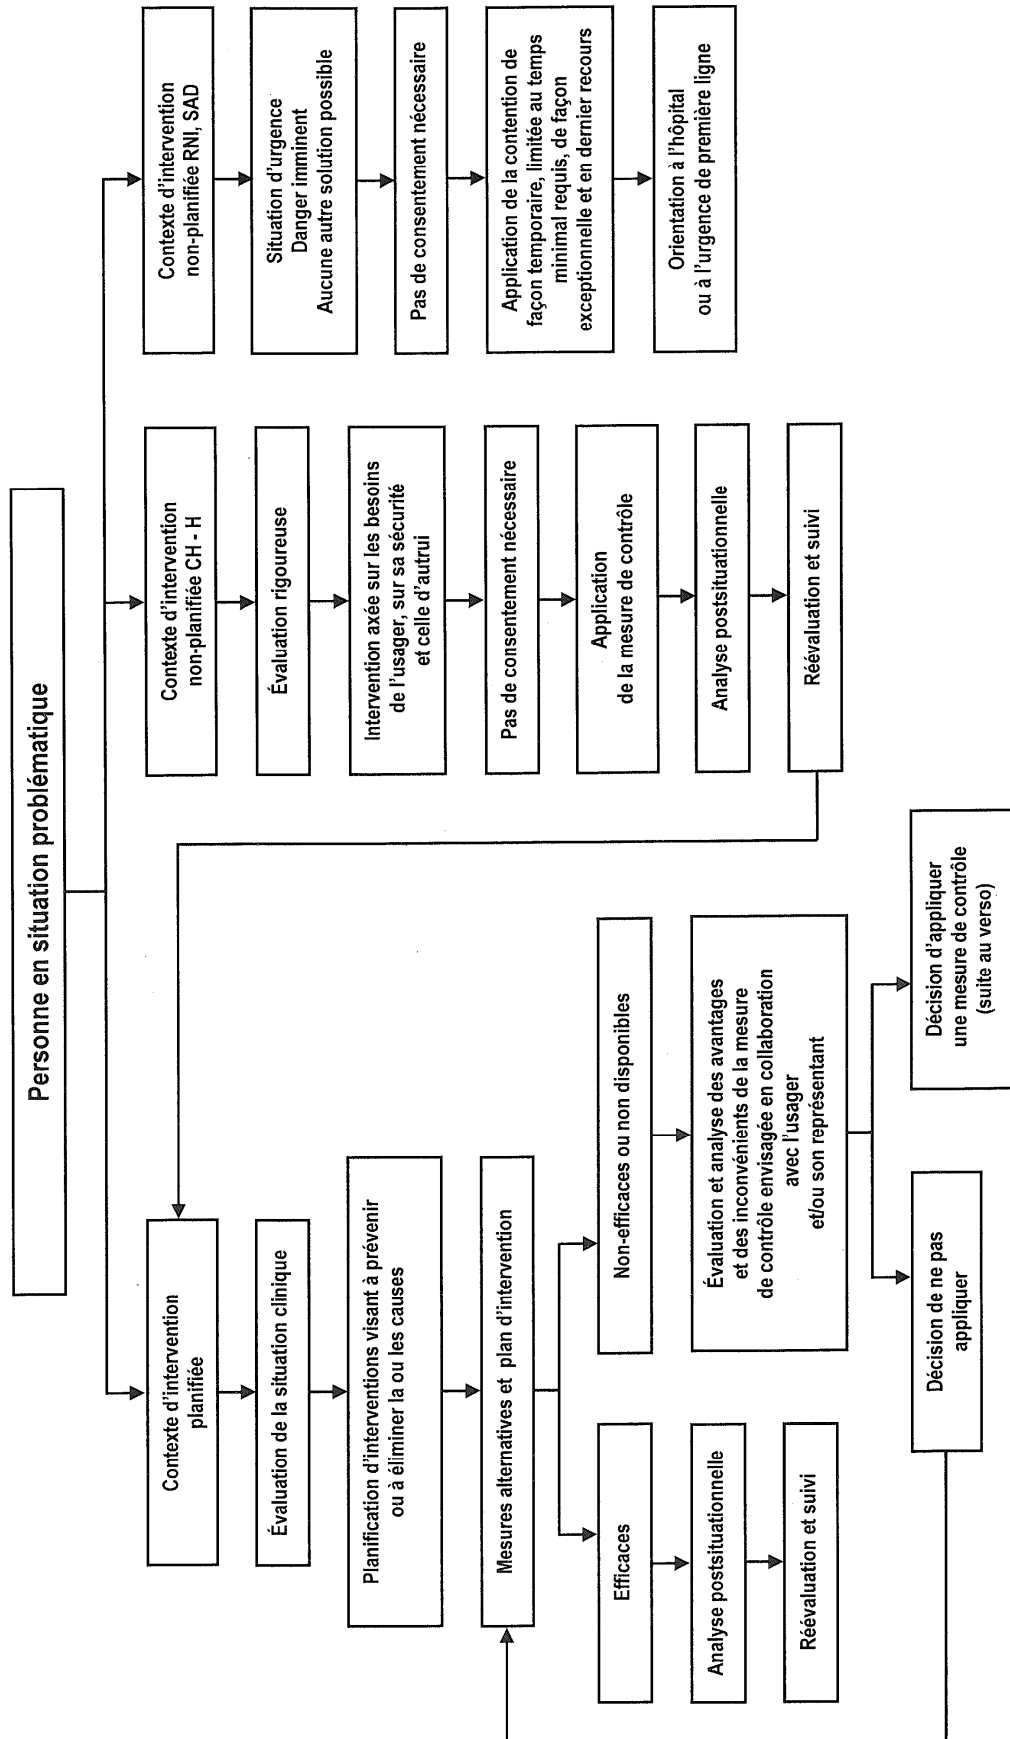 Personne en situation problématique
Contexte d'intervention
planifiée
Évaluation de la situation clinique
Planification d'interventions visant à prévenir
ou à éliminer la ou les causes
Mesures alternatives et plan d'intervention
Efficaces
Analyse postsituationnelle
Réévaluation et suivi
Non-efficaces ou non disponibles
Évaluation et analyse des avantages
et des inconvénients de la mesure
de contrôle envisagée en collaboration
avec l'usager
et/ou son représentant
Décision de ne pas
appliquer
Décision d'appliquer
une mesure de contrôle
(suite au verso)
Contexte d'intervention
non-planifiée CH - H
Évaluation rigoureuse
Intervention axée sur les besoins
de l'usager, sur sa sécurité
et celle d'autrui
Pas de consentement nécessaire
Application
de la mesure de contrôle
Analyse postsituationnelle
Réévaluation et suivi
Contexte d'intervention
non-planifiée RNI, SAD
Situation d'urgence
Danger imminent
Aucune autre solution possible
Pas de consentement nécessaire
Application de la contention de
façon temporaire, limitée au temps
minimal requis, de façon
exceptionnelle et en dernier recours
Orientation à l'hôpital
ou à l'urgence de première ligne